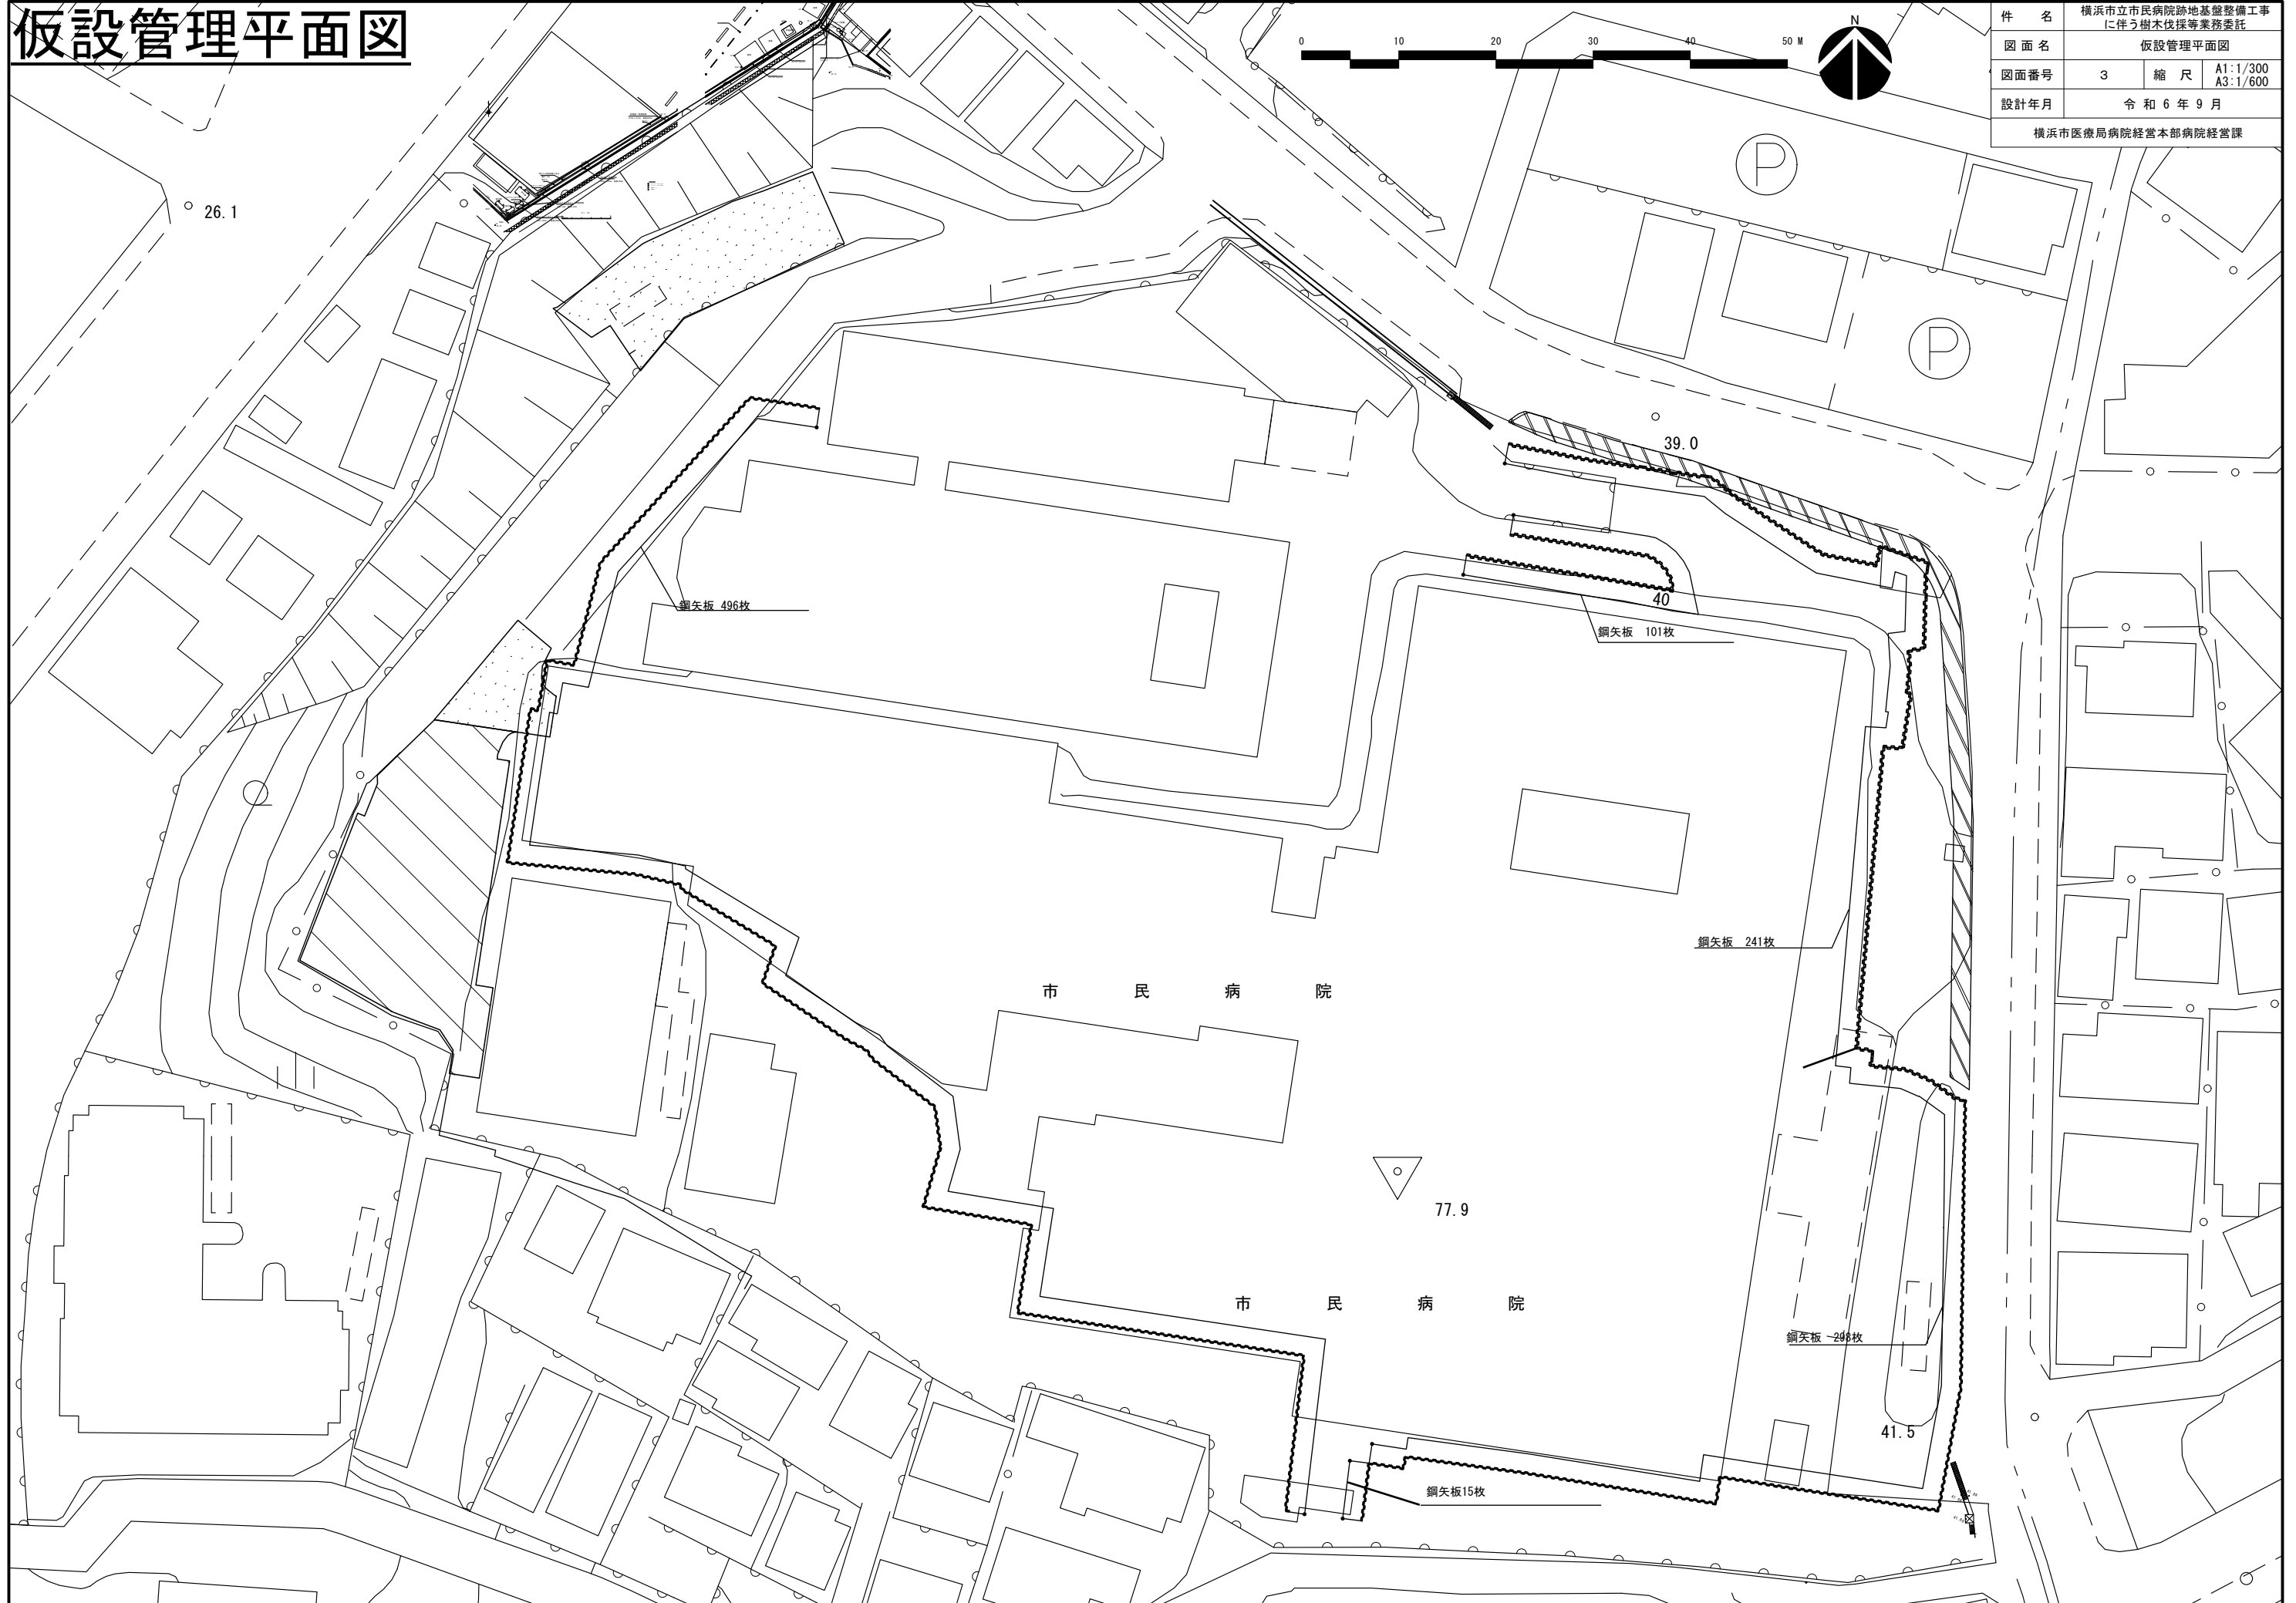 仮設管理平面図
0 10 20 30 40 50 M
N
件 名 横浜市立市民病院跡地基盤整備工事
に伴う樹木伐採等業務委託
図面名 仮設管理平面図
図面番号 3 縮 尺 A1:1/300
A3:1/600
設計年月 令和6年9月
横浜市医療局病院経営本部病院経営課
P
26.1
P
39.0
40
鋼矢板 496枚
鋼矢板 101枚
鋼矢板 241枚
市 民 病 院
77.9
市 民 病 院
鋼矢板 298枚
41.5
鋼矢板15枚